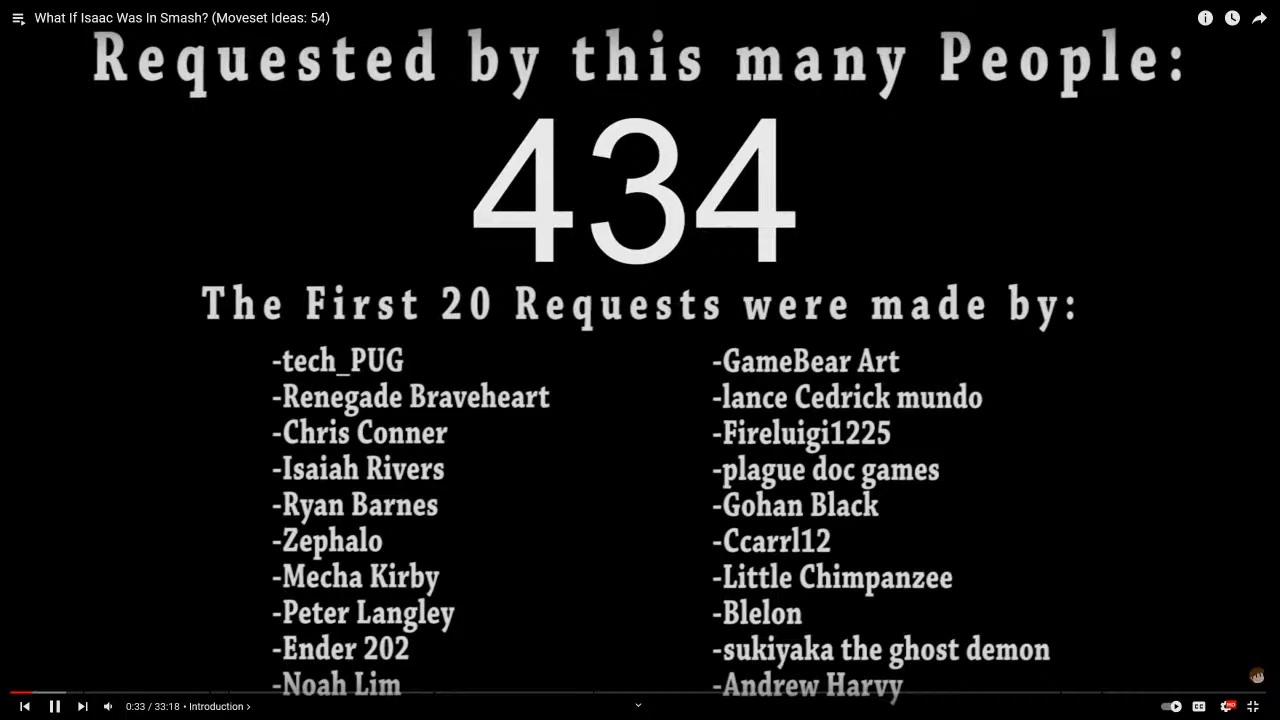 What If Isaac Was In Smash? (Moveset Ideas: 54)
Requested by this many People:
434
The First 20 Requests were made by:
-tech_PUG
-Renegade Braveheart
-Chris Conner
-Isaiah Rivers
-Ryan Barnes
-Zephalo
-Mecha Kirby
-Peter Langley
-Ender 202
-Noah Lim
-GameBear Art
-lance Cedrick mundo
-Fireluigi1225
-plague doc games
-Gohan Black
-Ccarrl12
-Little Chimpanzee
-Blelon
-sukiyaka the ghost demon
-Andrew Harvy
0:33 / 33:18 • Introduction ›
CC
HD